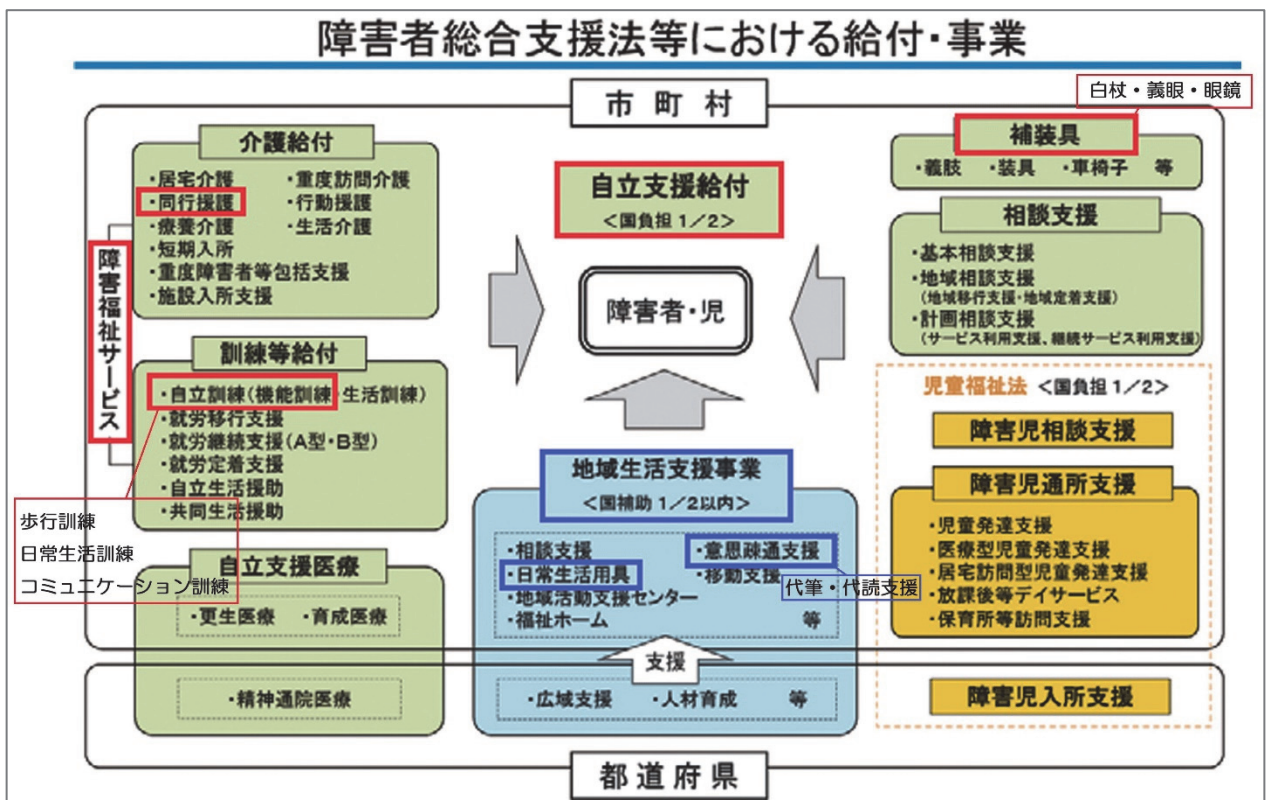 障害者総合支援法等における給付・事業
市町村
白杖・義眼・眼鏡
介護給付
・居宅介護 ・重度訪問介護
・同行援護 ・行動援護
・療養介護 ・生活介護
・短期入所
・重度障害者等包括支援
・施設入所支援
障害福祉サービス
訓練等給付
・自立訓練(機能訓練・生活訓練)
・就労移行支援
・就労継続支援(A型・B型)
・就労定着支援
・自立生活援助
・共同生活援助
歩行訓練
日常生活訓練
コミュニケーション訓練
自立支援医療
・更生医療 ・育成医療
・精神通院医療
自立支援給付
<国負担 1/2>
障害者・児
地域生活支援事業
<国補助 1/2以内>
・相談支援 ・意思疎通支援
・日常生活用具 ・移動支援
代筆・代読支援
・地域活動支援センター
・福祉ホーム 等
支援
・広域支援 ・人材育成 等
補装具
・義肢 ・装具 ・車椅子 等
相談支援
・基本相談支援
・地域相談支援
(地域移行支援・地域定着支援)
・計画相談支援
(サービス利用支援、継続サービス利用支援)
児童福祉法 <国負担 1/2>
障害児相談支援
障害児通所支援
・児童発達支援
・医療型児童発達支援
・居宅訪問型児童発達支援
・放課後等デイサービス
・保育所等訪問支援
障害児入所支援
都道府県